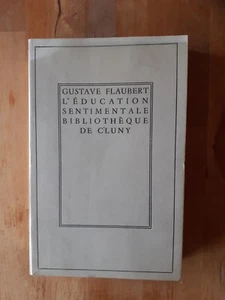 GUSTAVE FLAUBERT
L'ÉDUCATION
SENTIMENTALE
BIBLIOTHÈQUE
DE CLUNY